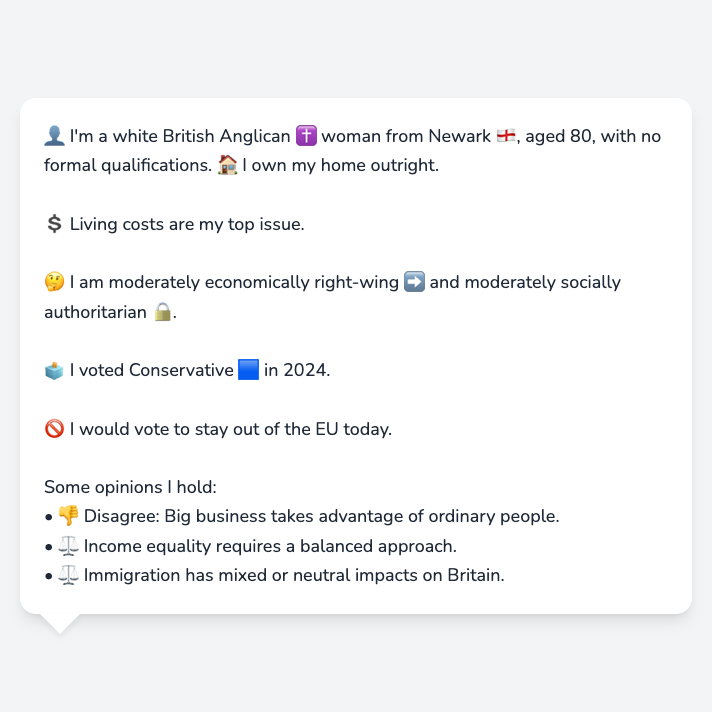 👤 I'm a white British Anglican ✝️ woman from Newark 🏴󠁧󠁢󠁥󠁮󠁧󠁿, aged 80, with no
formal qualifications. 🏠 I own my home outright.
💲 Living costs are my top issue.
🤔 I am moderately economically right-wing ➡️ and moderately socially
authoritarian 🔒.
🗳️ I voted Conservative 🟦 in 2024.
🚫 I would vote to stay out of the EU today.
Some opinions I hold:
• 👎 Disagree: Big business takes advantage of ordinary people.
• ⚖️ Income equality requires a balanced approach.
• ⚖️ Immigration has mixed or neutral impacts on Britain.